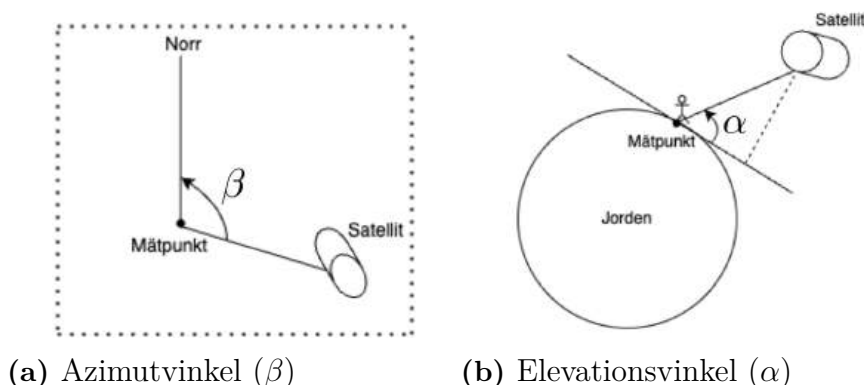 Norr
β
Mätpunkt
Satellit
(a) Azimutvinkel (β)
Satellit
α
Mätpunkt
Jorden
(b) Elevationsvinkel (α)